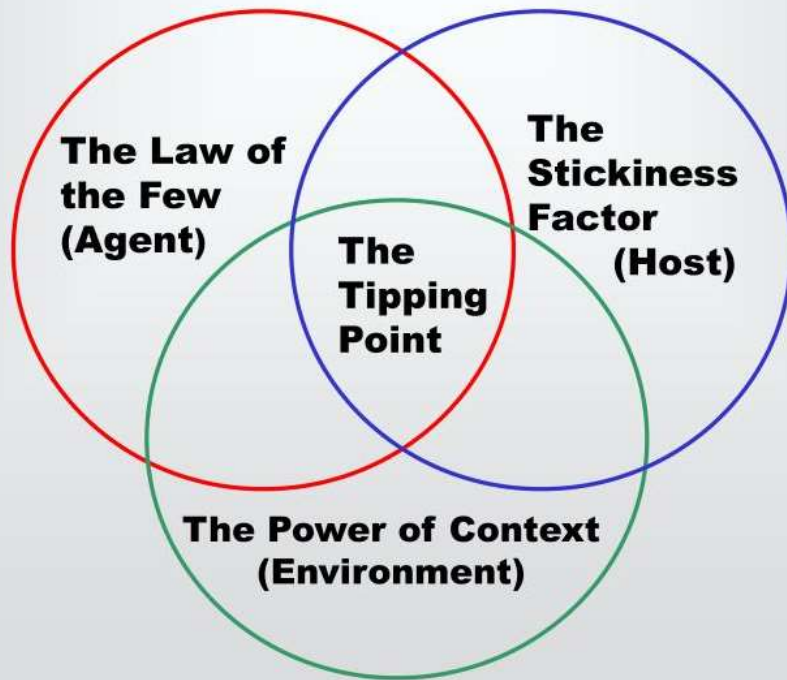 The Law of
the Few
(Agent)
The
Stickiness
Factor
(Host)
The
Tipping
Point
The Power of Context
(Environment)